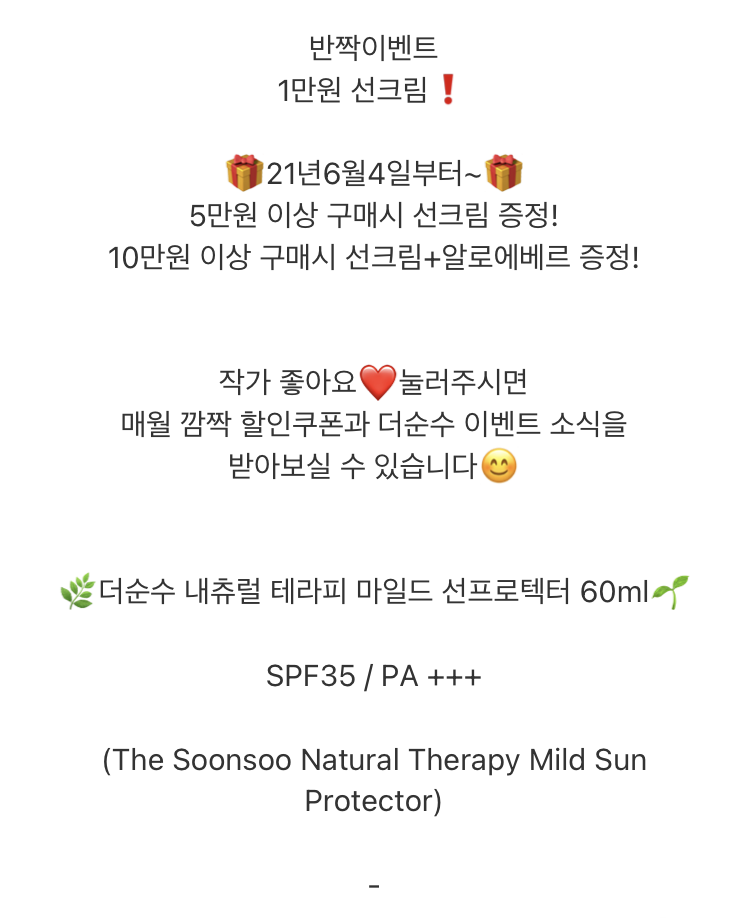 반짝이벤트
1만원 선크림❗
🎁21년6월4일부터~🎁
5만원 이상 구매시 선크림 증정!
10만원 이상 구매시 선크림+알로에베르 증정!
작가 좋아요❤️눌러주시면
매월 깜짝 할인쿠폰과 더순수 이벤트 소식을
받아보실 수 있습니다😊
🌿더순수 내츄럴 테라피 마일드 선프로텍터 60ml🌱
SPF35 / PA +++
(The Soonsoo Natural Therapy Mild Sun
Protector)
-